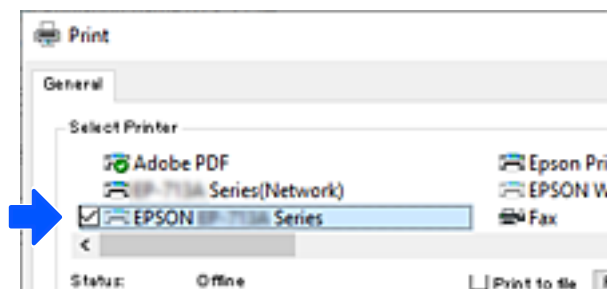 Print
General
Select Printer
Adobe PDF
Epson Pri
Series(Network)
EPSON W
EPSON Series
Fax
Status: Offline
Print to file